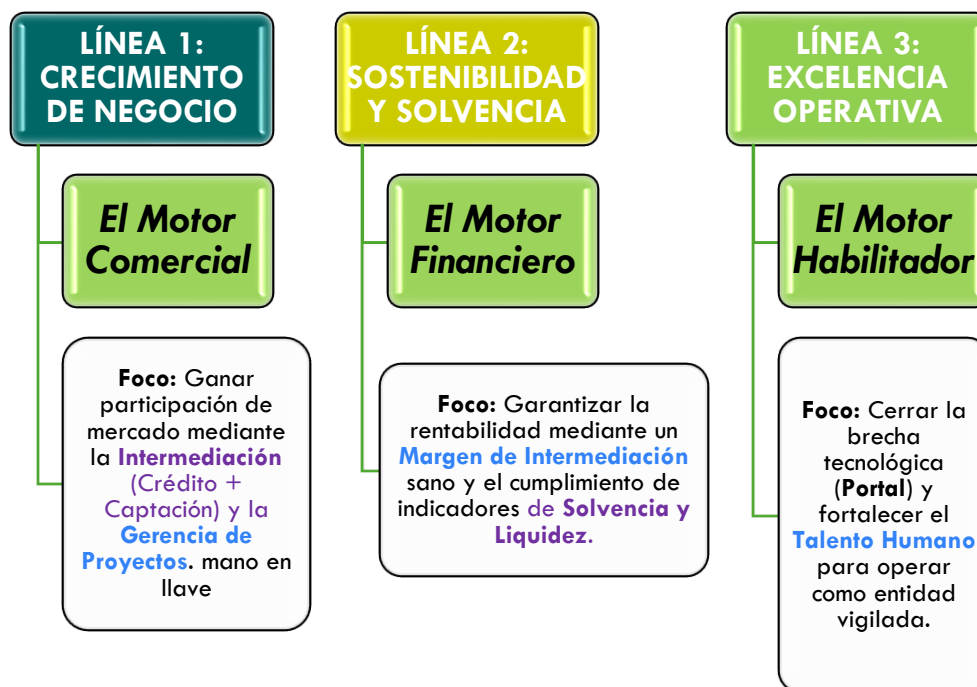 LÍNEA 1:
CRECIMIENTO
DE NEGOCIO
El Motor
Comercial
Foco: Ganar
participación de
mercado mediante
la Intermediación
(Crédito +
Captación) y la
Gerencia de
Proyectos. mano en
llave
LÍNEA 2:
SOSTENIBILIDAD
Y SOLVENCIA
El Motor
Financiero
Foco: Garantizar la
rentabilidad mediante un
Margen de Intermediación
sano y el cumplimiento de
indicadores de Solvencia y
Liquidez.
LÍNEA 3:
EXCELENCIA
OPERATIVA
El Motor
Habilitador
Foco: Cerrar la
brecha
tecnológica
(Portal) y
fortalecer el
Talento Humano
para operar
como entidad
vigilada.